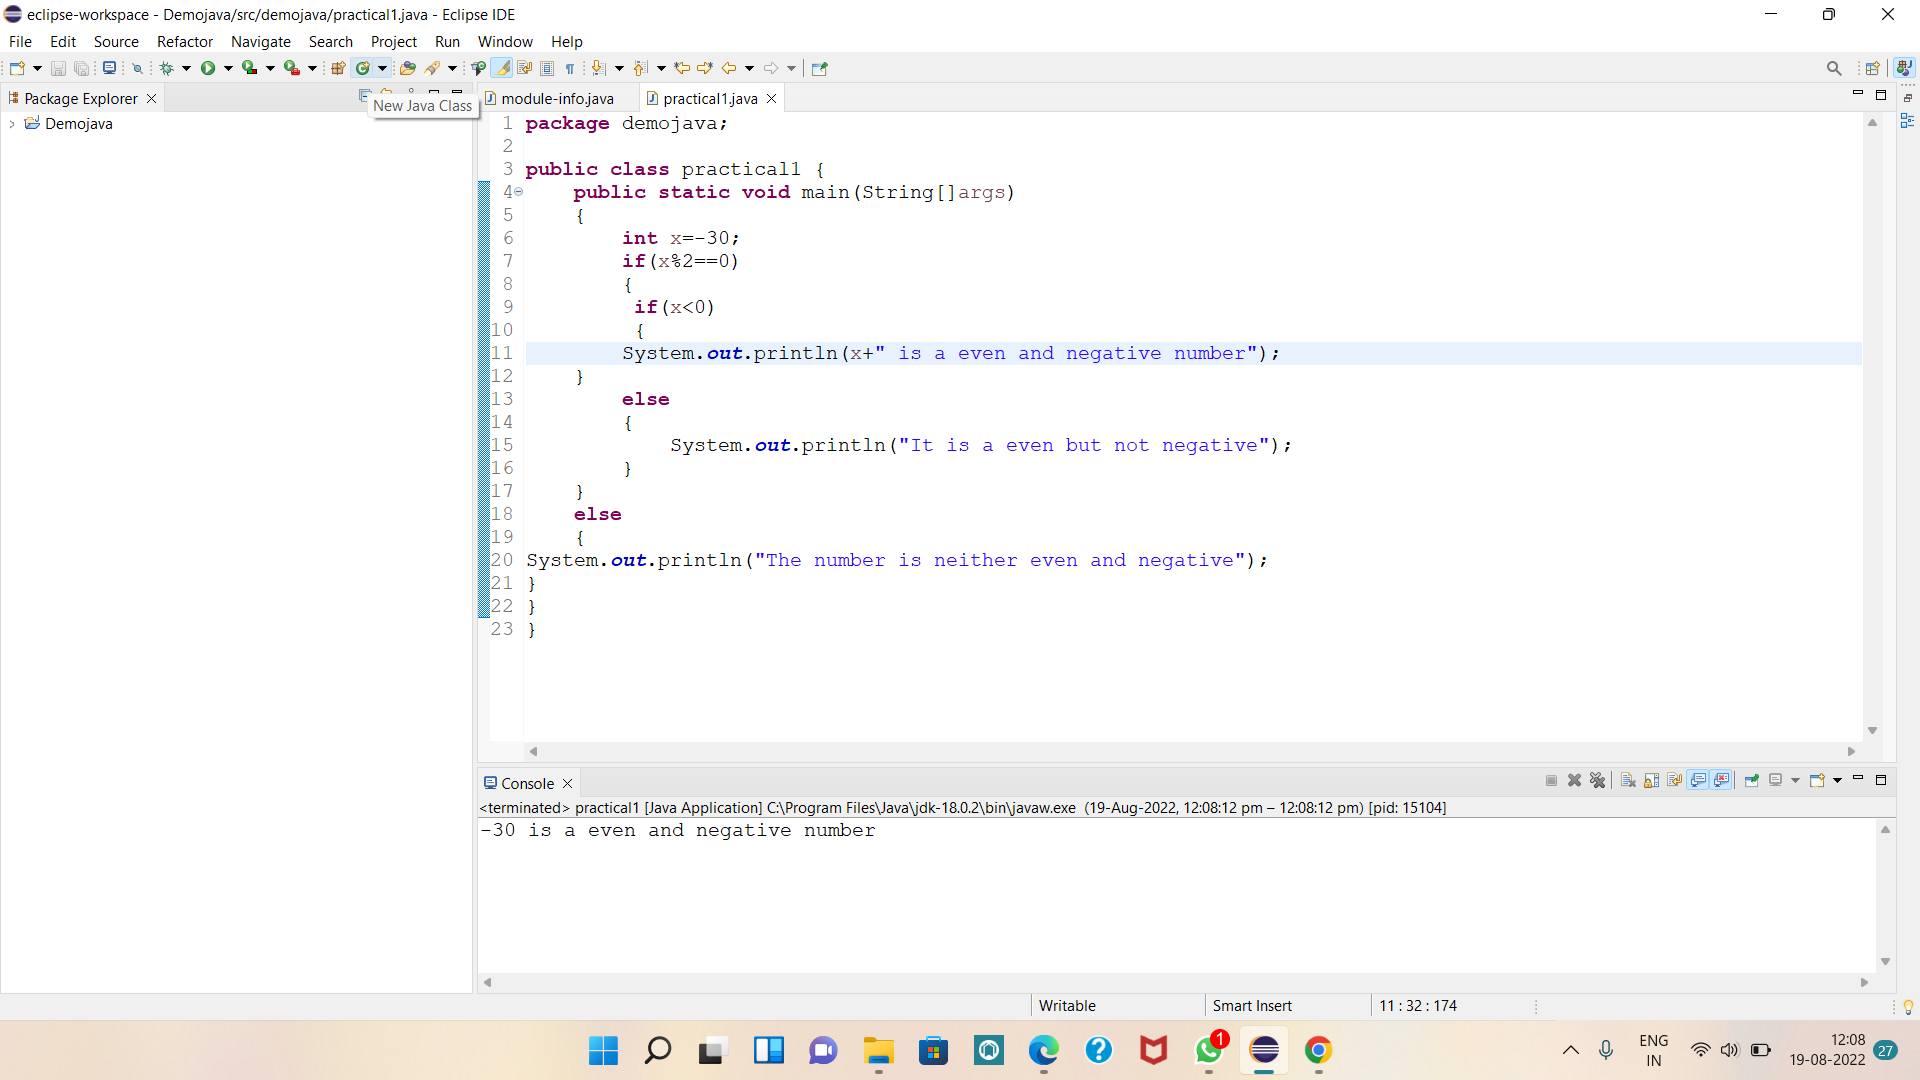 eclipse-workspace - Demojava/src/demojava/practical1.java - Eclipse IDE
File Edit Source Refactor Navigate Search Project Run Window Help
Package Explorer
New Java Class
module-info.java
practical1.java
Demojava
1 package demojava;
2
3 public class practical1 {
4 public static void main(String[]args)
5 {
6 int x=-30;
7 if(x%2==0)
8 {
9 if(x<0)
10 {
11 System.out.println(x+" is a even and negative number");
12 }
13 else
14 {
15 System.out.println("It is a even but not negative");
16 }
17 }
18 else
19 {
20 System.out.println("The number is neither even and negative");
21 }
22 }
23 }
Console
<terminated> practical1 [Java Application] C:\Program Files\Java\jdk-18.0.2\bin\javaw.exe (19-Aug-2022, 12:08:12 pm – 12:08:12 pm) [pid: 15104]
-30 is a even and negative number
Writable Smart Insert 11 : 32 : 174
1
ENG
IN
12:08
19-08-2022
27